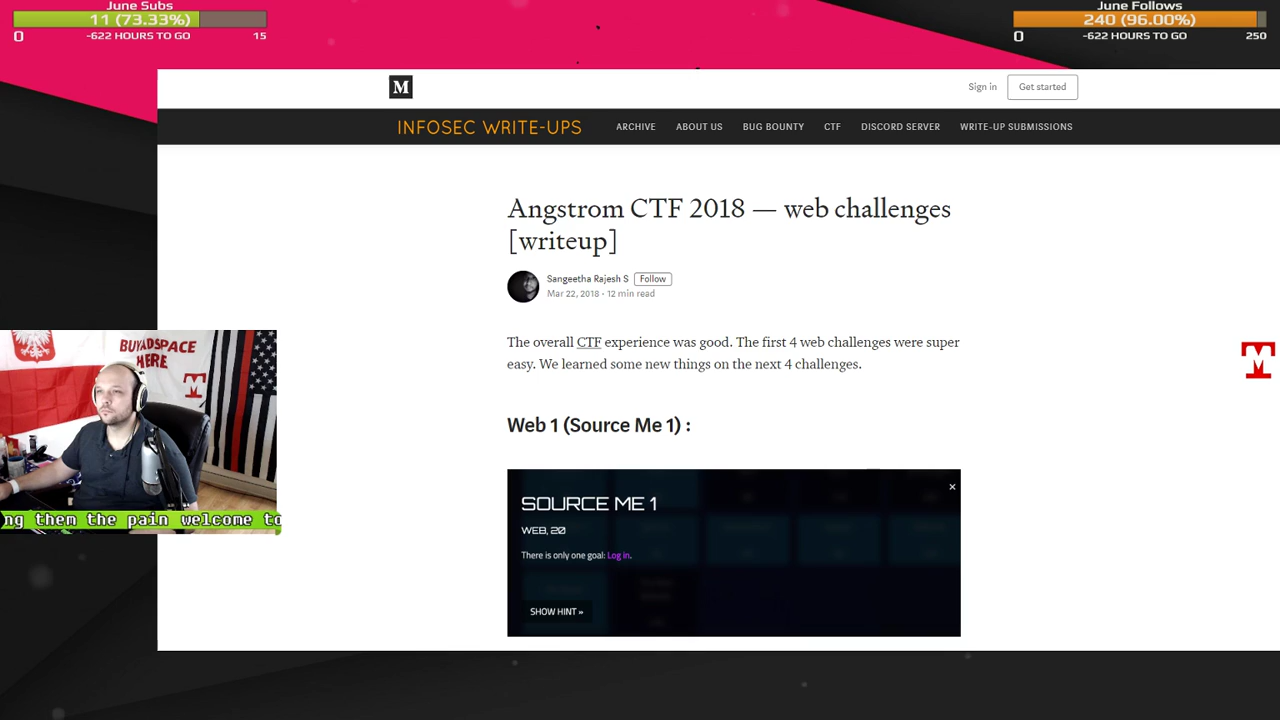 June Subs
11 (73.33%)
0
-622 HOURS TO GO
15
June Follows
240 (96.00%)
0
-622 HOURS TO GO
250
M
Sign in
Get started
INFOSEC WRITE-UPS
ARCHIVE
ABOUT US
BUG BOUNTY
CTF
DISCORD SERVER
WRITE-UP SUBMISSIONS
Angstrom CTF 2018 — web challenges
[writeup]
Sangeetha Rajesh S
Follow
Mar 22, 2018 · 12 min read
The overall CTF experience was good. The first 4 web challenges were super
easy. We learned some new things on the next 4 challenges.
Web 1 (Source Me 1) :
SOURCE ME 1
×
WEB, 20
There is only one goal: Log in.
SHOW HINT »
BUY ADSPACE
HERE
ng them the pain welcome to